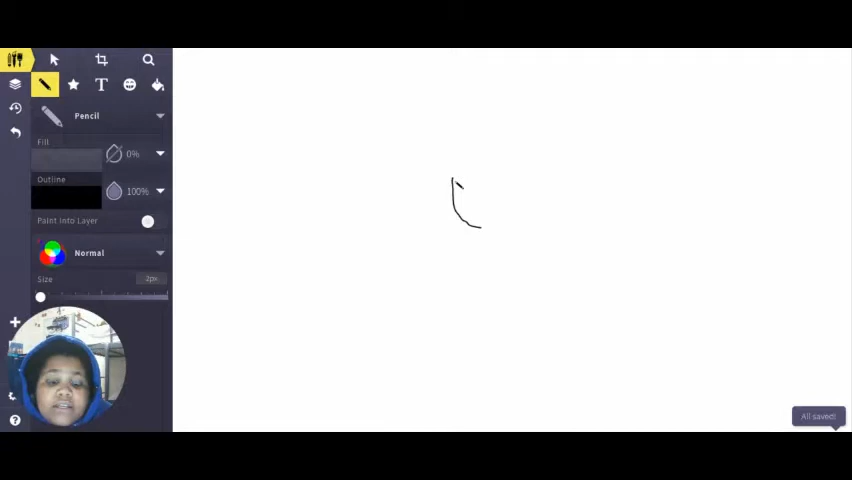 T
Pencil
Fill
0%
Outline
100%
Paint Into Layer
Normal
Size
2px
?
All saved!